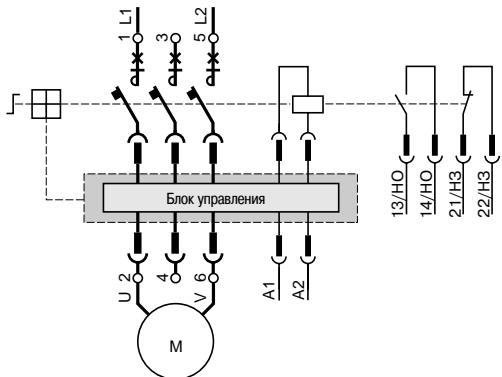 L1
L2
1
3
5
Блок управления
13/НО
14/НО
21/НЗ
22/НЗ
2
4
6
U
V
A1
A2
M